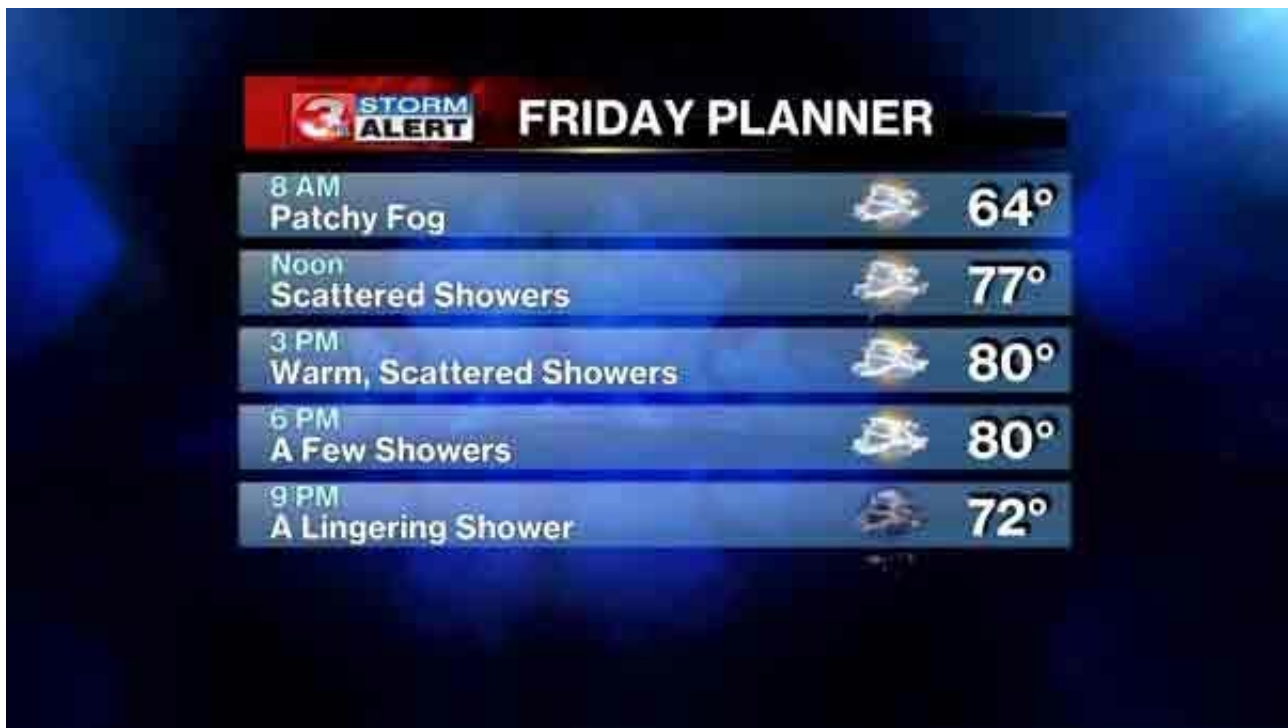 3
STORM
ALERT
FRIDAY PLANNER
8 AM
Patchy Fog
64°
Noon
Scattered Showers
77°
3 PM
Warm, Scattered Showers
80°
6 PM
A Few Showers
80°
9 PM
A Lingering Shower
72°